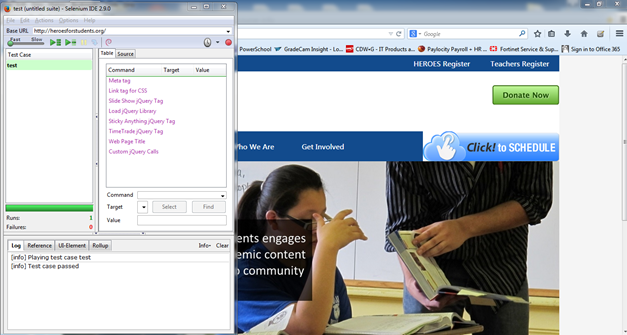 test (untitled suite) - Selenium IDE 2.9.0
File Edit Actions Options Help
Base URL http://heroesforstudents.org/
Fast Slow
Test Case
test
Table Source
Command Target Value
Meta tag
Link tag for CSS
Slide Show jQuery Tag
Load jQuery Library
Sticky Anything jQuery Tag
TimeTrade jQuery Tag
Web Page Title
Custom jQuery Calls
Command
Target Select Find
Value
Runs: 1
Failures: 0
Log Reference UI-Element Rollup Info Clear
[info] Playing test case test
[info] Test case passed
Google Search
PowerSchool GradeCam Insight - Lo... CDW•G - IT Products a... Paylocity Payroll + HR ... Fortinet Service & Sup... Sign in to Office 365
HEROES Register Teachers Register
Donate Now
Who We Are Get Involved
Click! to SCHEDULE
ents engages
emic content
o community